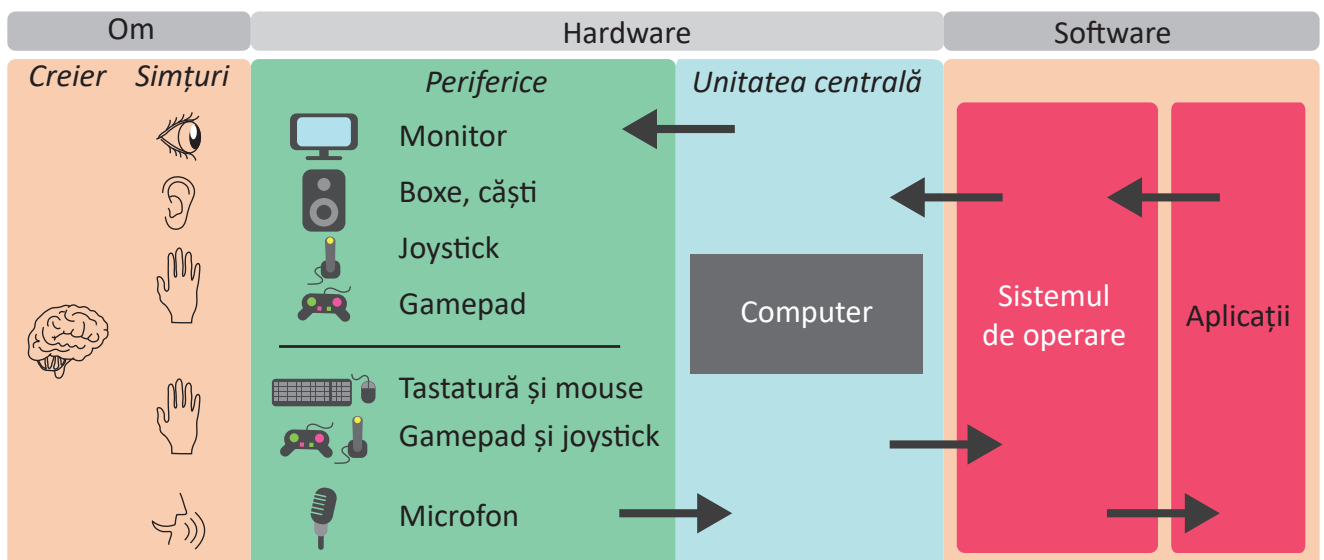 Om
Hardware
Software
Creier
Simțuri
Periferice
Unitatea centrală
Monitor
Boxe, căști
Joystick
Gamepad
Tastatură și mouse
Gamepad și joystick
Microfon
Computer
Sistemul
de operare
Aplicații